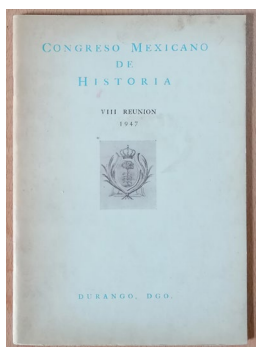 CONGRESO MEXICANO
DE
HISTORIA
VIII REUNION
1947
DURANGO, DGO.